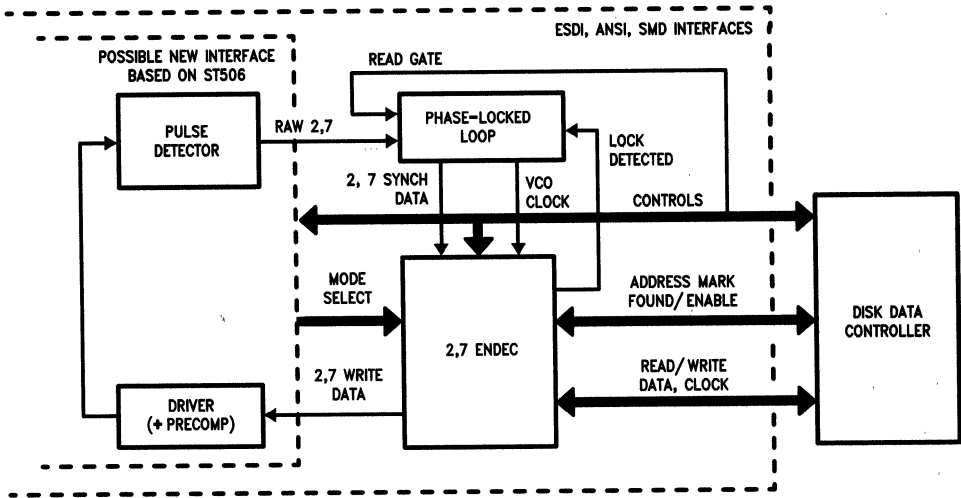 ESDI, ANSI, SMD INTERFACES
POSSIBLE NEW INTERFACE
BASED ON ST506
READ GATE
PULSE
DETECTOR
RAW 2,7
PHASE-LOCKED
LOOP
LOCK
DETECTED
2, 7 SYNCH
DATA
VCO
CLOCK
CONTROLS
MODE
SELECT
2,7 ENDEC
ADDRESS MARK
FOUND/ENABLE
DISK DATA
CONTROLLER
READ/WRITE
DATA, CLOCK
2,7 WRITE
DATA
DRIVER
(+ PRECOMP)